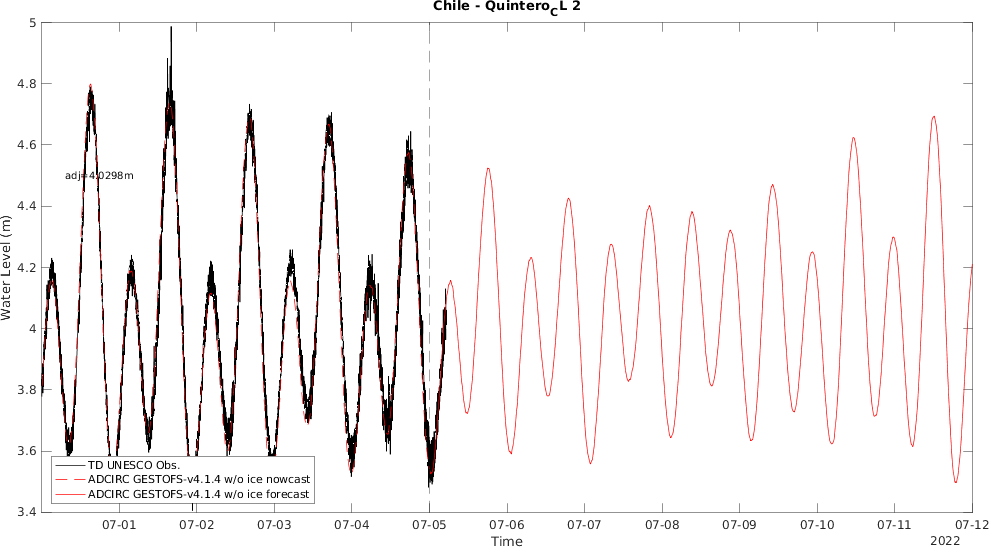 Chile - Quintero_CL 2
Water Level (m)
5
4.8
4.6
4.4
4.2
4
3.8
3.6
3.4
adj=4.0298m
TD UNESCO Obs.
ADCIRC GESTOFS-v4.1.4 w/o ice nowcast
ADCIRC GESTOFS-v4.1.4 w/o ice forecast
07-01 07-02 07-03 07-04 07-05 07-06 07-07 07-08 07-09 07-10 07-11 07-12
Time
2022